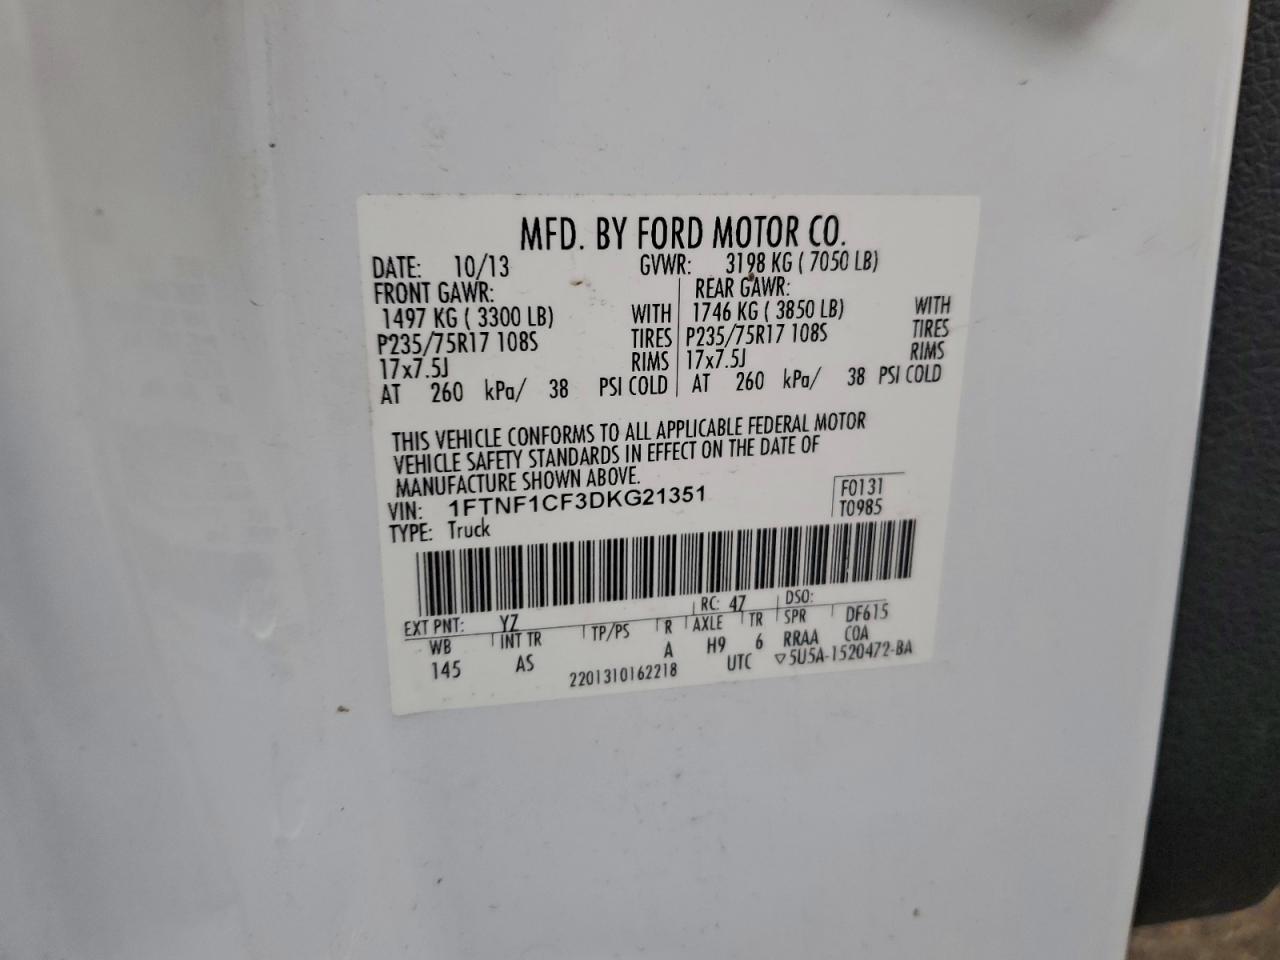 MFD. BY FORD MOTOR CO.
DATE: 10/13 GVWR: 3198 KG ( 7050 LB)
FRONT GAWR: REAR GAWR:
1497 KG ( 3300 LB) WITH 1746 KG ( 3850 LB) WITH
P235/75R17 108S TIRES P235/75R17 108S TIRES
17x7.5J RIMS 17x7.5J RIMS
AT 260 kPa/ 38 PSI COLD AT 260 kPa/ 38 PSI COLD
THIS VEHICLE CONFORMS TO ALL APPLICABLE FEDERAL MOTOR
VEHICLE SAFETY STANDARDS IN EFFECT ON THE DATE OF
MANUFACTURE SHOWN ABOVE.
VIN: 1FTNF1CF3DKG21351 F0131
TYPE: Truck T0985
EXT PNT: YZ RC: 47 DSO:
WB INT TR TP/PS R AXLE TR SPR DF615
145 AS A H9 6 RRAA COA
2201310162218 UTC ▽5U5A-1520472-BA